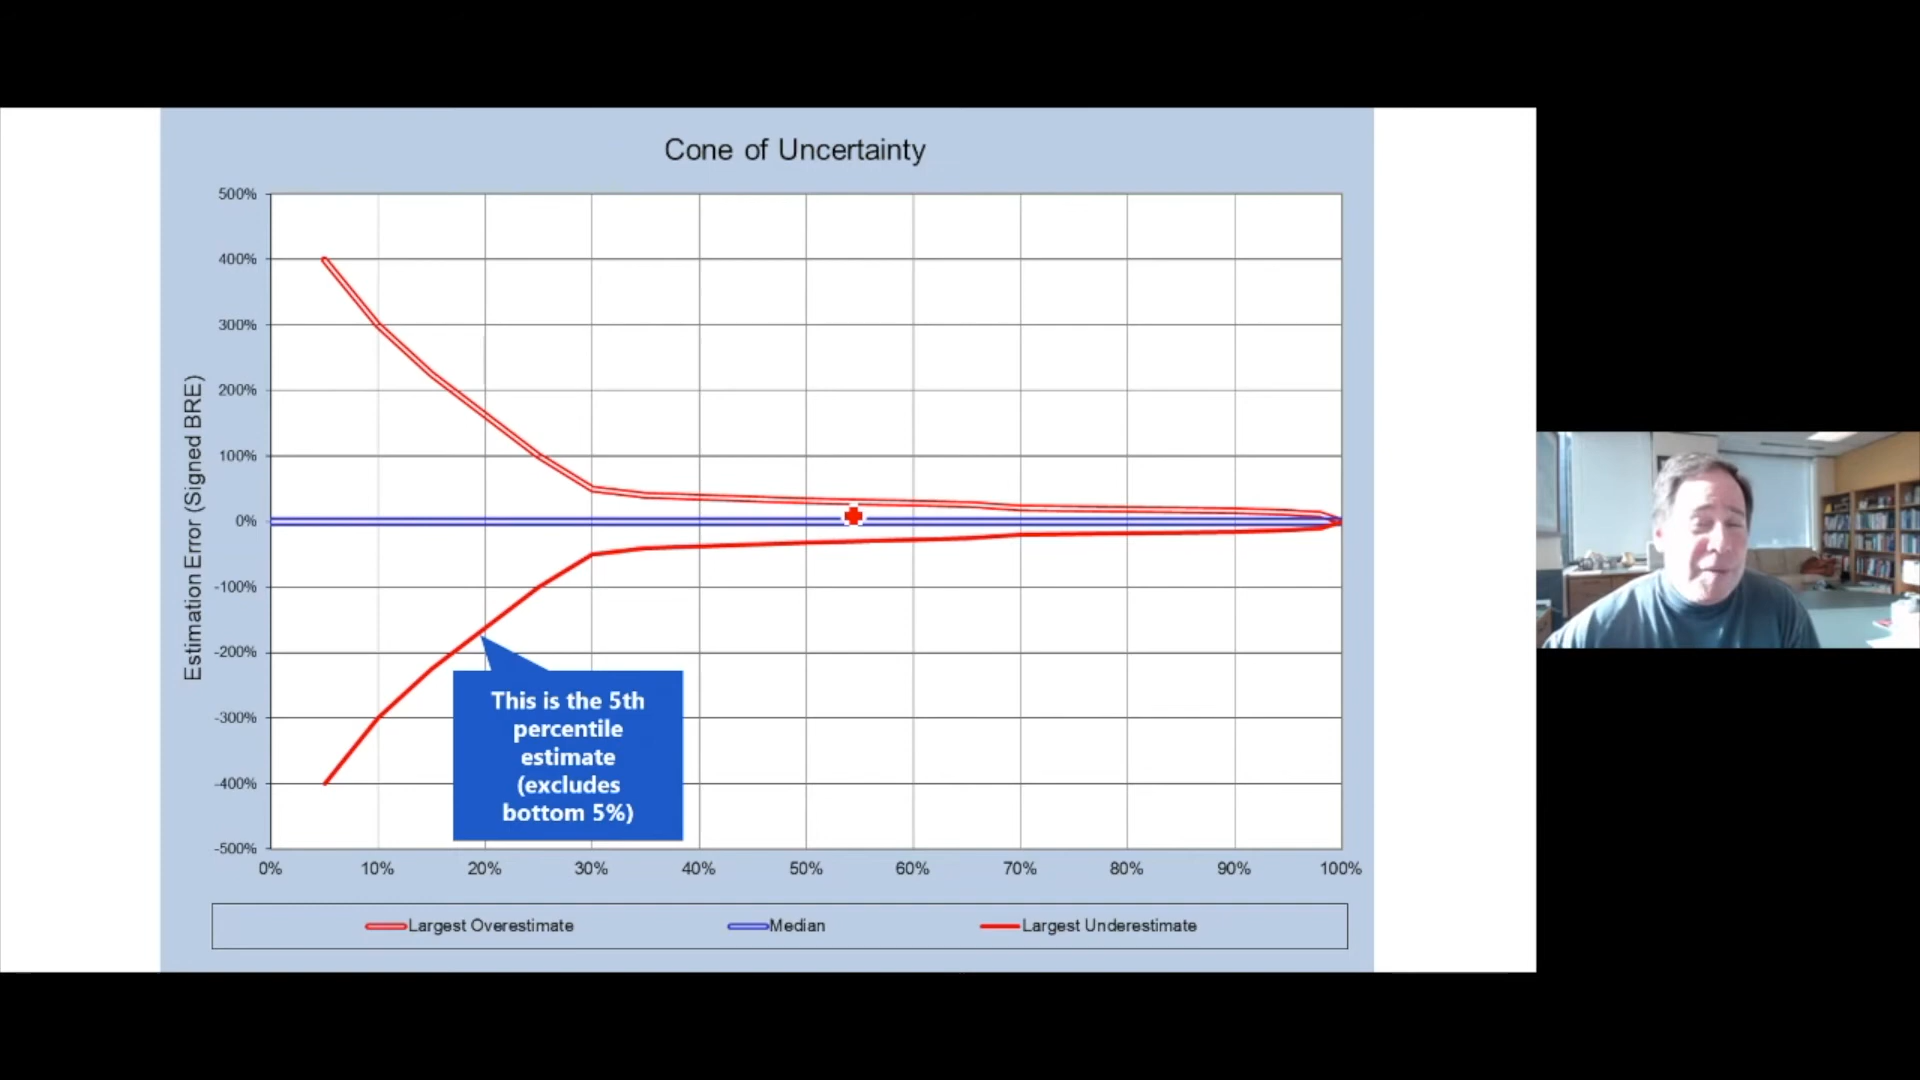 Cone of Uncertainty
Estimation Error (Signed BRE)
500%
400%
300%
200%
100%
0%
-100%
-200%
-300%
-400%
-500%
This is the 5th
percentile
estimate
(excludes
bottom 5%)
0% 10% 20% 30% 40% 50% 60% 70% 80% 90% 100%
Largest Overestimate Median Largest Underestimate